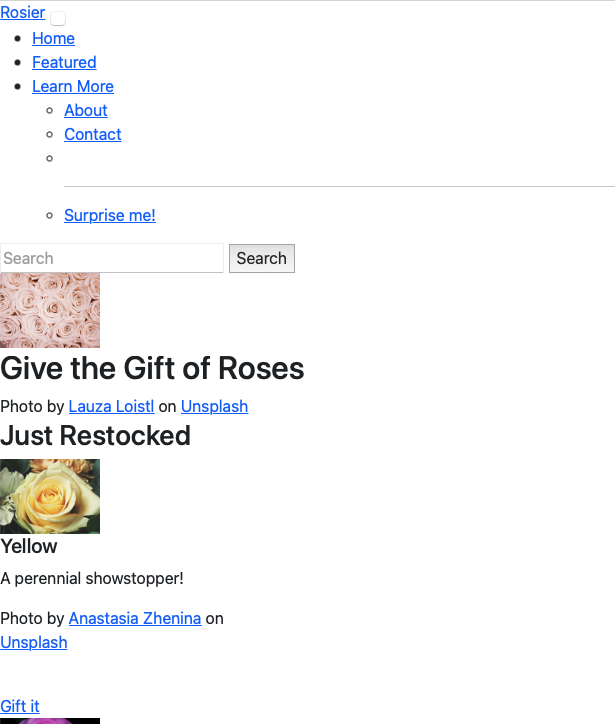 Rosier
Home
Featured
Learn More
About
Contact
Surprise me!
Search
Search
Give the Gift of Roses
Photo by Lauza Loistl on Unsplash
Just Restocked
Yellow
A perennial showstopper!
Photo by Anastasia Zhenina on
Unsplash
Gift it